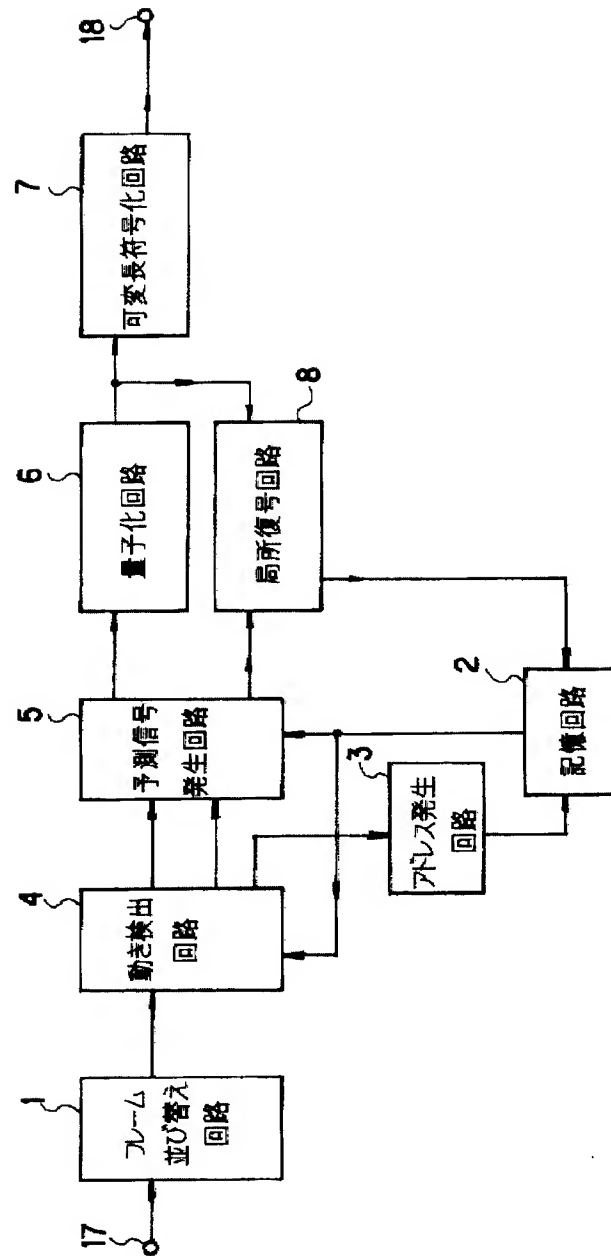 17
1
フレーム
並び替え
回路
4
動き検出
回路
5
予測信号
発生回路
6
量子化回路
7
可変長符号化回路
18
8
局所復号回路
3
アドレス発生
回路
2
記憶回路